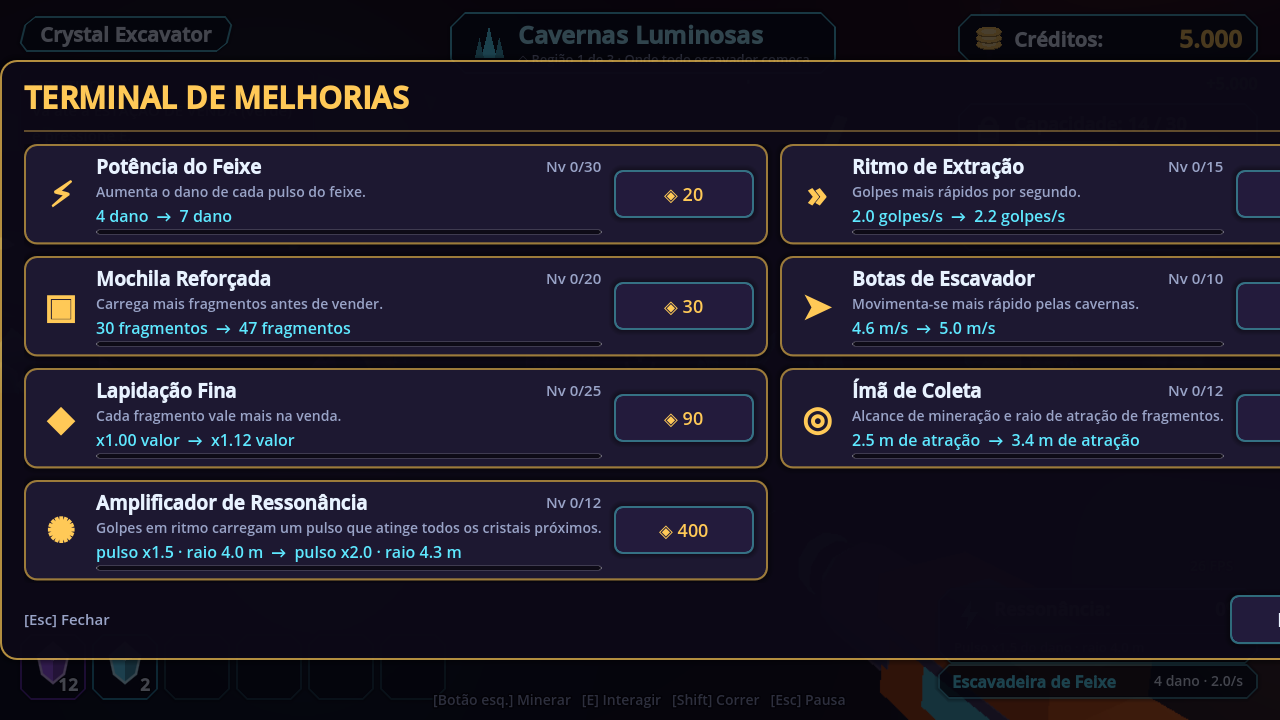 Crystal Excavator
Cavernas Luminosas
Créditos: 5.000
TERMINAL DE MELHORIAS
Potência do Feixe Nv 0/30
Aumenta o dano de cada pulso do feixe.
4 dano → 7 dano
◈ 20
Ritmo de Extração Nv 0/15
Golpes mais rápidos por segundo.
2.0 golpes/s → 2.2 golpes/s
Mochila Reforçada Nv 0/20
Carrega mais fragmentos antes de vender.
30 fragmentos → 47 fragmentos
◈ 30
Botas de Escavador Nv 0/10
Movimenta-se mais rápido pelas cavernas.
4.6 m/s → 5.0 m/s
Lapidação Fina Nv 0/25
Cada fragmento vale mais na venda.
x1.00 valor → x1.12 valor
◈ 90
Ímã de Coleta Nv 0/12
Alcance de mineração e raio de atração de fragmentos.
2.5 m de atração → 3.4 m de atração
Amplificador de Ressonância Nv 0/12
Golpes em ritmo carregam um pulso que atinge todos os cristais próximos.
pulso x1.5 · raio 4.0 m → pulso x2.0 · raio 4.3 m
◈ 400
[Esc] Fechar
12
2
[Botão esq.] Minerar [E] Interagir [Shift] Correr [Esc] Pausa
Escavadeira de Feixe 4 dano · 2.0/s